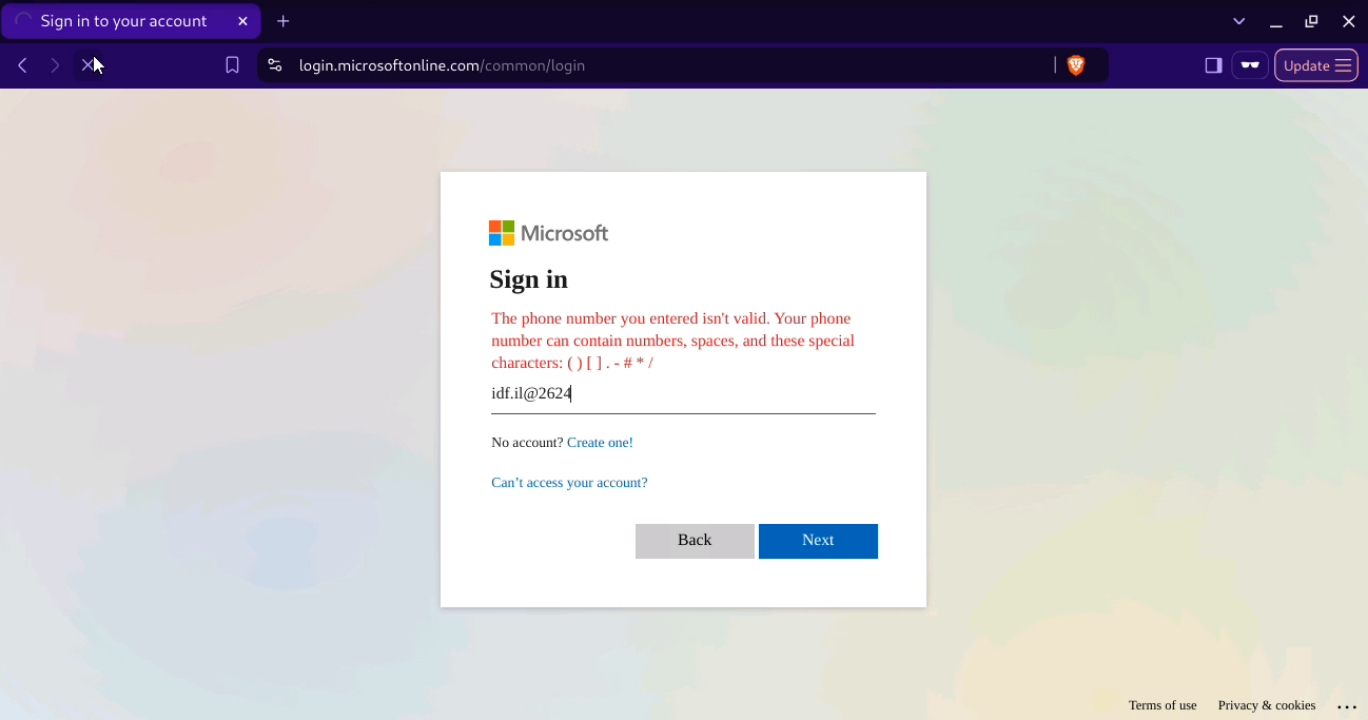 Sign in to your account
login.microsoftonline.com/common/login
Update
Microsoft
Sign in
The phone number you entered isn't valid. Your phone
number can contain numbers, spaces, and these special
characters: ( ) [ ] . - # * /
idf.il@2624
No account? Create one!
Can't access your account?
Back Next
Terms of use Privacy & cookies ...